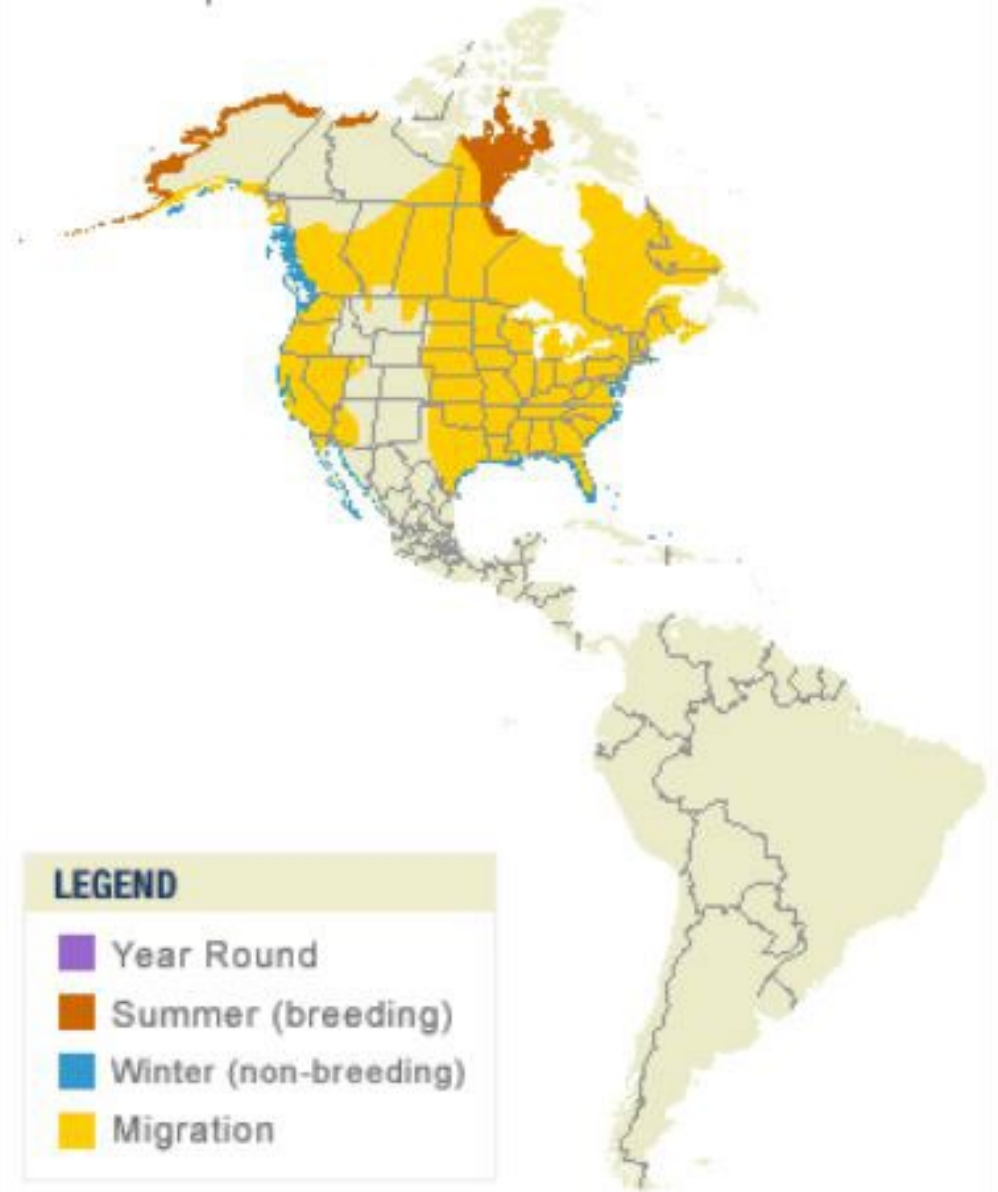 LEGEND
Year Round
Summer (breeding)
Winter (non-breeding)
Migration